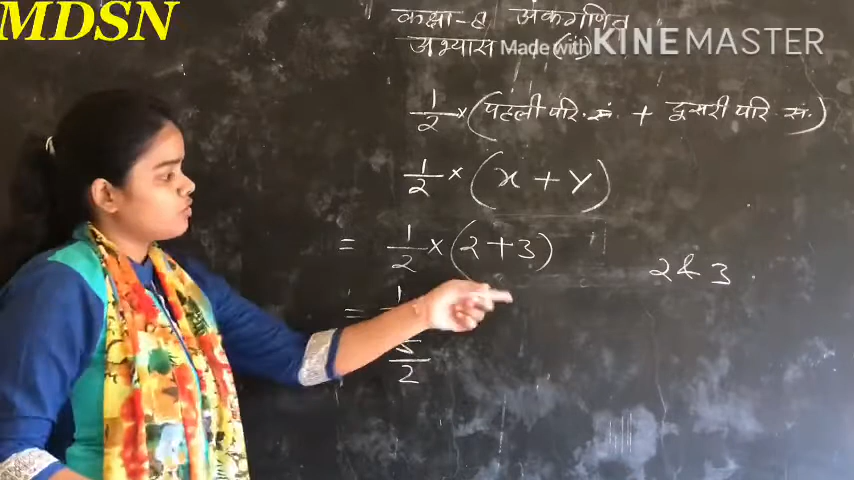 MDSN
कक्षा-8 अंकगणित
अभ्यास
Made with KINEMASTER
1/2 × (पहली परि. सं. + दूसरी परि सं.)
1/2 × (x + y)
= 1/2 × (2 + 3)
2 & 3
= 1
5/2